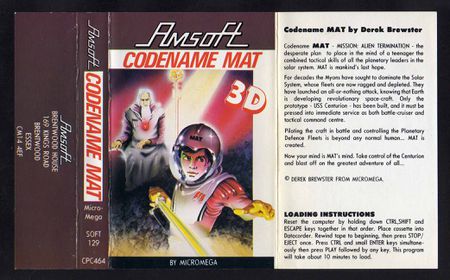 Amsoft
BRENTWOOD HOUSE
169 KINGS ROAD
BRENTWOOD
ESSEX
CM14 4EF
CODENAME MAT
Micro-
Mega
SOFT
129
CPC464
Amsoft
CODENAME MAT
3D
BY MICROMEGA
Codename MAT by Derek Brewster
Codename MAT - MISSION: ALIEN TERMINATION - the
desperate plan to place in the mind of a teenager the
combined tactical skills of all the planetary leaders in the
solar system. MAT is mankind's last hope.
For decades the Myons have sought to dominate the Solar
System, whose fleets are now ragged and depleted. They
have launched an all-or-nothing attack, knowing that Earth
is developing revolutionary space-craft. Only the
prototype - USS Centurion - has been built, and it must be
pressed into immediate service as both battle-cruiser and
tactical command centre.
Piloting the craft in battle and controlling the Planetary
Defence Fleets is beyond any normal human... MAT is
created.
Now your mind is MAT's mind. Take control of the Centurion
and blast off on the greatest adventure of all...
© DEREK BREWSTER FROM MICROMEGA.
LOADING INSTRUCTIONS
Reset the computer by holding down CTRL,SHIFT and
ESCAPE keys together in that order. Place cassette into
Datacorder. Rewind tape to beginning, then press STOP/
EJECT once. Press CTRL and small ENTER keys simultane-
ously then press PLAY followed by any key. This program
will take about 10 minutes to load.